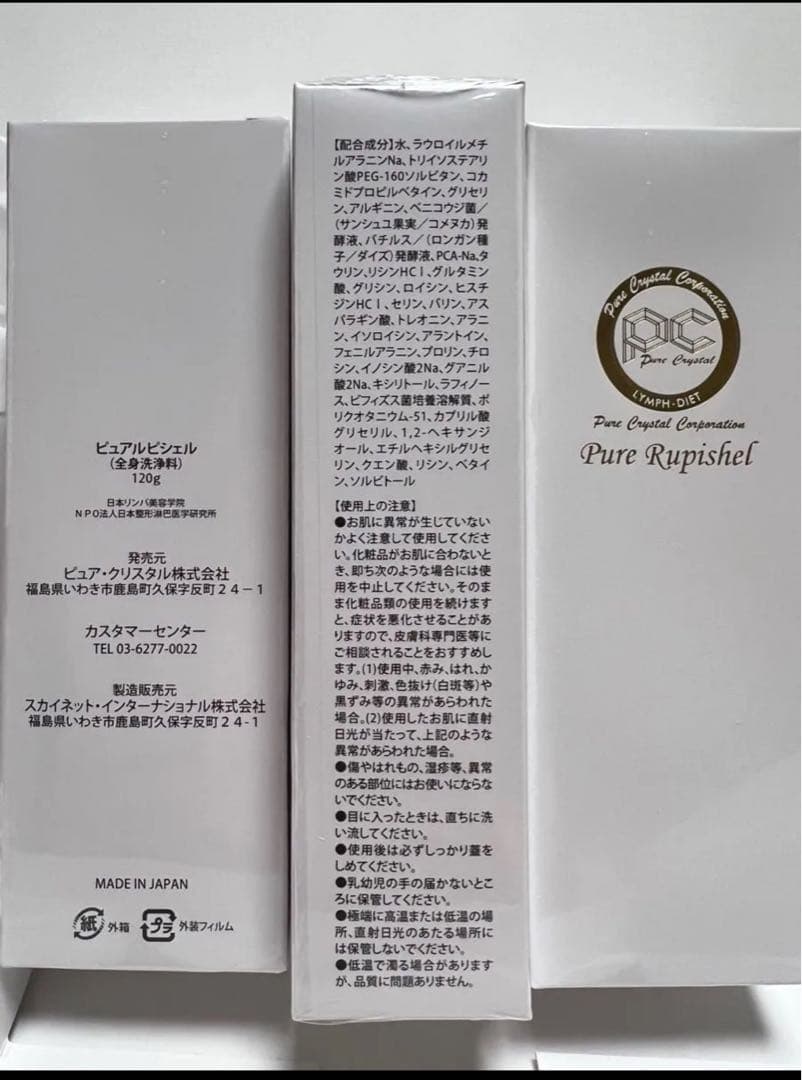 ピュアルピシェル
(全身洗浄料)
120g
日本リンパ美容学院
NPO法人日本整形淋巴医学研究所
発売元
ピュア・クリスタル株式会社
福島県いわき市鹿島町久保字反町24-1
カスタマーセンター
TEL 03-6277-0022
製造販売元
スカイネット・インターナショナル株式会社
福島県いわき市鹿島町久保字反町24-1
MADE IN JAPAN
紙 外箱 プラ 外装フィルム
【配合成分】水、ラウロイルメチ
ルアラニンNa、トリイソステアリ
ン酸PEG-160ソルビタン、コカ
ミドプロピルベタイン、グリセリ
ン、アルギニン、ベニコウジ菌/
(サンシュユ果実/コメヌカ)発
酵液、バチルス/(ロンガン種
子/ダイズ)発酵液、PCA-Na、タ
ウリン、リシンHCl、グルタミン
酸、グリシン、ロイシン、ヒスチ
ジンHCl、セリン、バリン、アス
パラギン酸、トレオニン、アラニ
ン、イソロイシン、アラントイン、
フェニルアラニン、プロリン、チロ
シン、イノシン酸2Na、グアニル
酸2Na、キシリトール、ラフィノー
ス、ビフィズス菌培養溶解質、ポ
リクオタニウム-51、カプリル酸
グリセリル、1,2-ヘキサンジ
オール、エチルヘキシルグリセ
リン、クエン酸、リシン、ベタイ
ン、ソルビトール
【使用上の注意】
●お肌に異常が生じていない
かよく注意して使用してくださ
い。化粧品がお肌に合わないと
き、即ち次のような場合には使
用を中止してください。そのま
ま化粧品類の使用を続けます
と、症状を悪化させることがあ
りますので、皮膚科専門医等に
ご相談されることをおすすめし
ます。(1)使用中、赤み、はれ、か
ゆみ、刺激、色抜け(白斑等)や
黒ずみ等の異常があらわれた
場合。(2)使用したお肌に直射
日光が当たって、上記のような
異常があらわれた場合。
●傷やはれもの、湿疹等、異常
のある部位にはお使いにならな
いでください。
●目に入ったときは、直ちに洗
い流してください。
●使用後は必ずしっかり蓋を
しめてください。
●乳幼児の手の届かないとこ
ろに保管してください。
●極端に高温または低温の場
所、直射日光のあたる場所に
は保管しないでください。
●低温で濁る場合があります
が、品質に問題ありません。
Pure Crystal Corporation
PC
Pure Crystal
LYMPH-DIET
Pure Crystal Corporation
Pure Rupishel